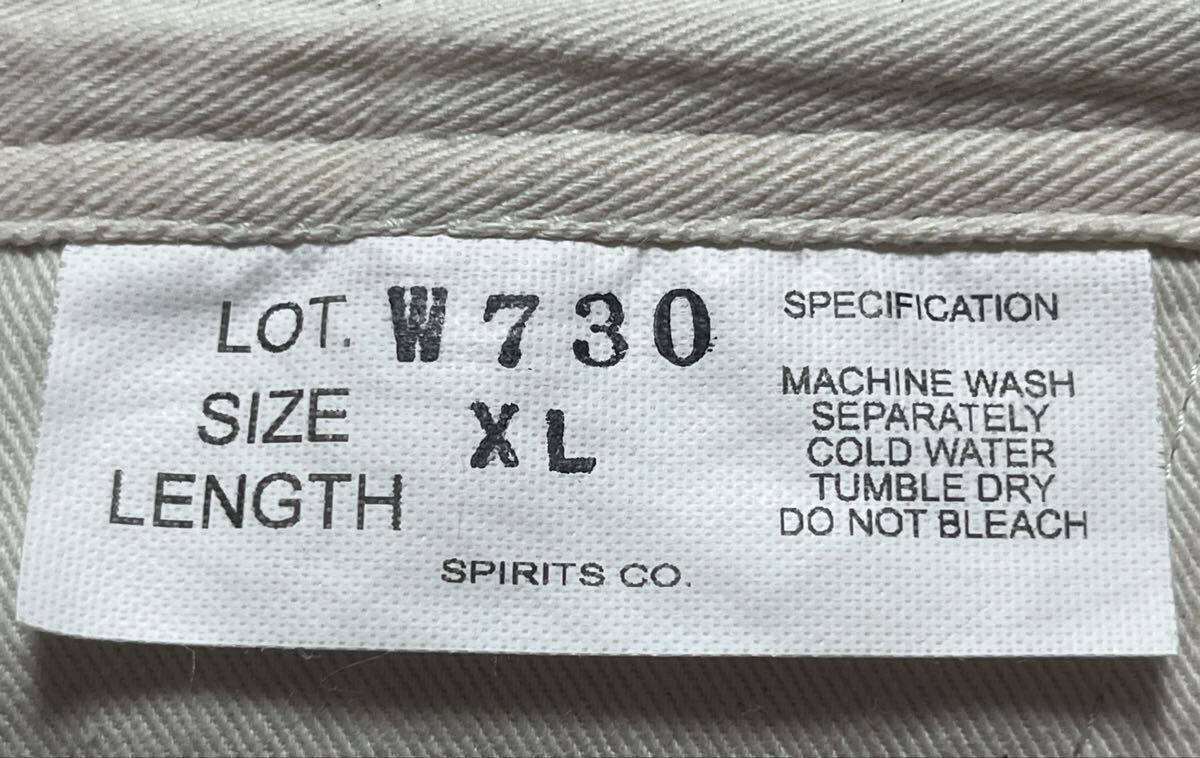 LOT. W730
SIZE XL
LENGTH
SPIRITS CO.
SPECIFICATION
MACHINE WASH
SEPARATELY
COLD WATER
TUMBLE DRY
DO NOT BLEACH